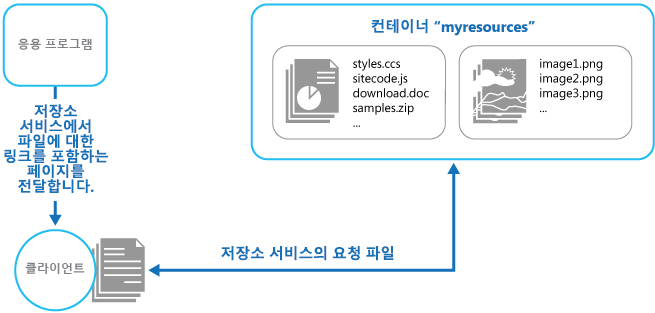 응용 프로그램
저장소
서비스에서
파일에 대한
링크를 포함하는
페이지를
전달합니다.
클라이언트
컨테이너 “myresources”
styles.ccs
sitecode.js
download.doc
samples.zip
...
image1.png
image2.png
image3.png
...
저장소 서비스의 요청 파일